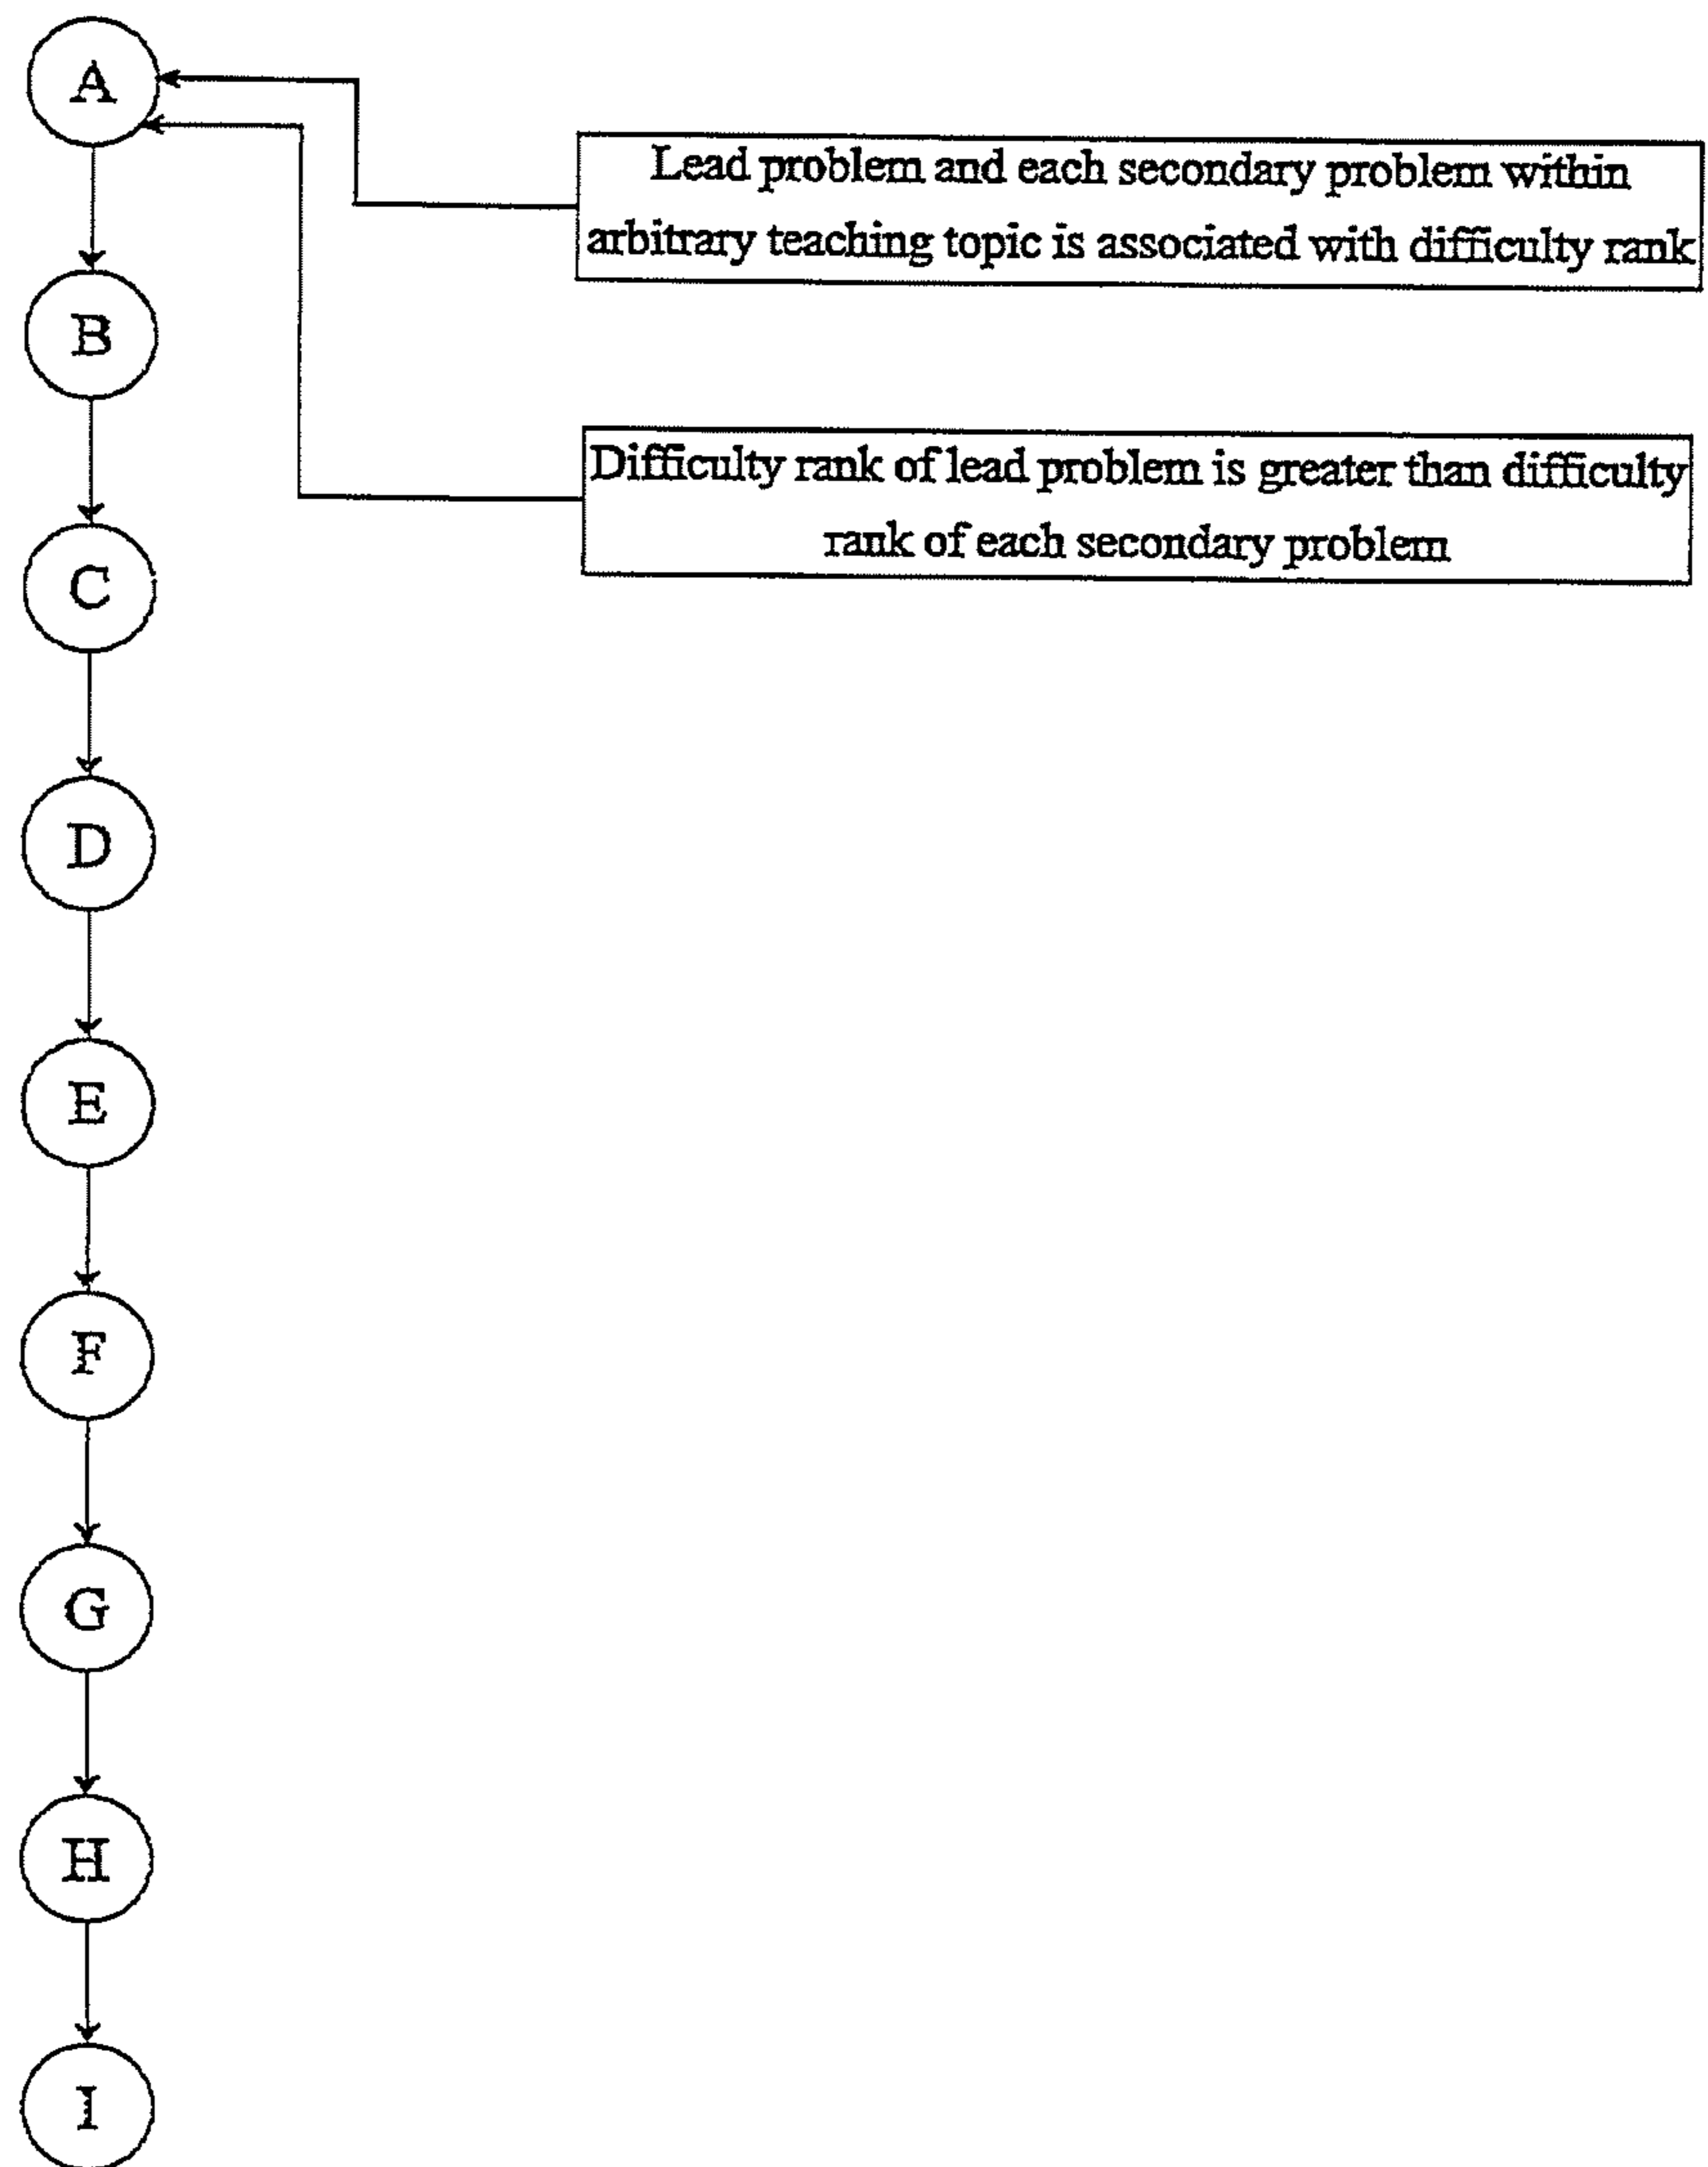 A
Lead problem and each secondary problem within
arbitrary teaching topic is associated with difficulty rank
B
Difficulty rank of lead problem is greater than difficulty
rank of each secondary problem
C
D
E
F
G
H
I